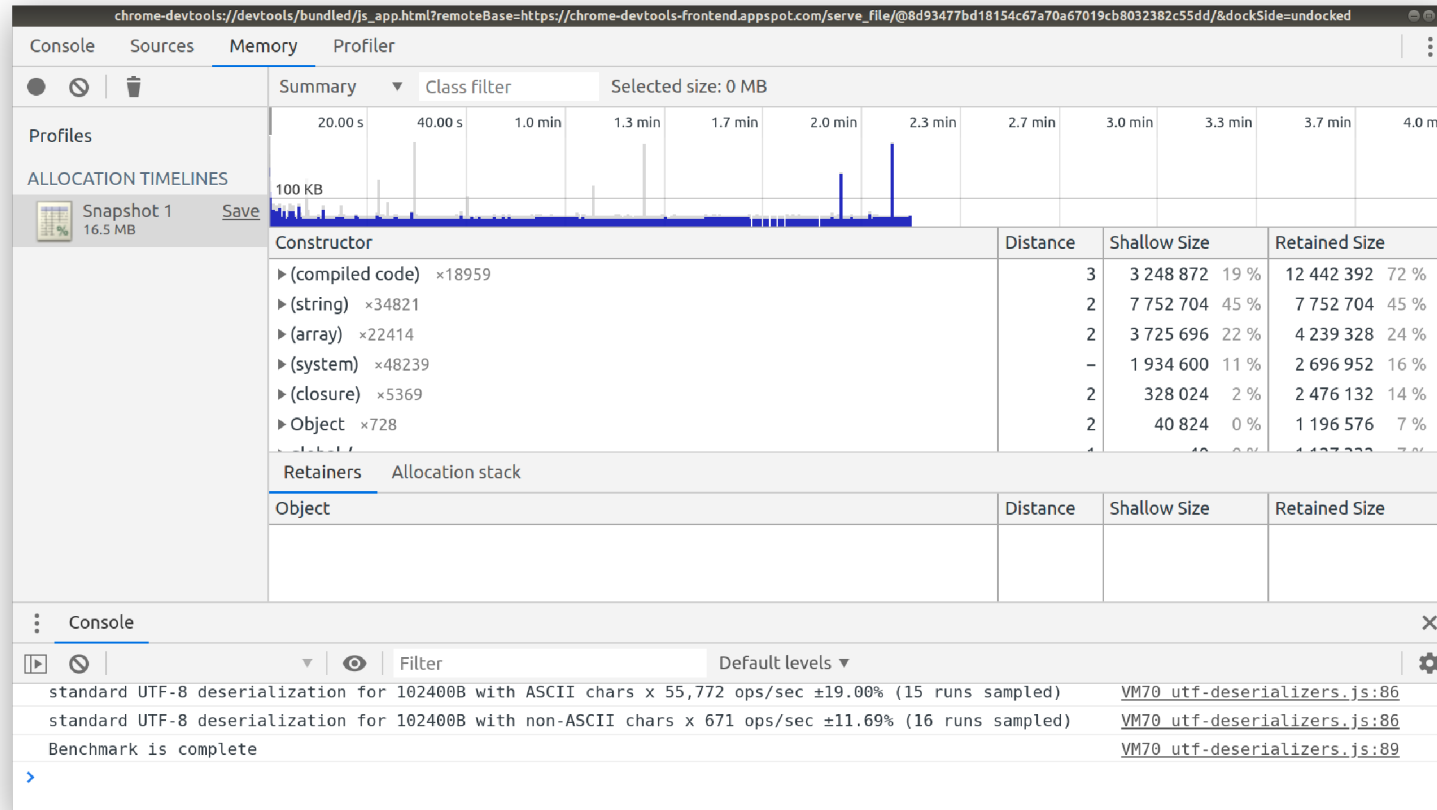 chrome-devtools://devtools/bundled/js_app.html?remoteBase=https://chrome-devtools-frontend.appspot.com/serve_file/@8d93477bd18154c67a70a67019cb8032382c55dd/&dockSide=undocked
Console Sources Memory Profiler
Summary ▼ Class filter Selected size: 0 MB
Profiles
ALLOCATION TIMELINES
Snapshot 1 Save
16.5 MB
20.00 s 40.00 s 1.0 min 1.3 min 1.7 min 2.0 min 2.3 min 2.7 min 3.0 min 3.3 min 3.7 min 4.0 m
100 KB
Constructor Distance Shallow Size Retained Size
(compiled code) ×18959 3 3 248 872 19 % 12 442 392 72 %
(string) ×34821 2 7 752 704 45 % 7 752 704 45 %
(array) ×22414 2 3 725 696 22 % 4 239 328 24 %
(system) ×48239 – 1 934 600 11 % 2 696 952 16 %
(closure) ×5369 2 328 024 2 % 2 476 132 14 %
Object ×728 2 40 824 0 % 1 196 576 7 %
Retainers Allocation stack
Object Distance Shallow Size Retained Size
Console
Filter Default levels ▼
standard UTF-8 deserialization for 102400B with ASCII chars x 55,772 ops/sec ±19.00% (15 runs sampled) VM70 utf-deserializers.js:86
standard UTF-8 deserialization for 102400B with non-ASCII chars x 671 ops/sec ±11.69% (16 runs sampled) VM70 utf-deserializers.js:86
Benchmark is complete VM70 utf-deserializers.js:89